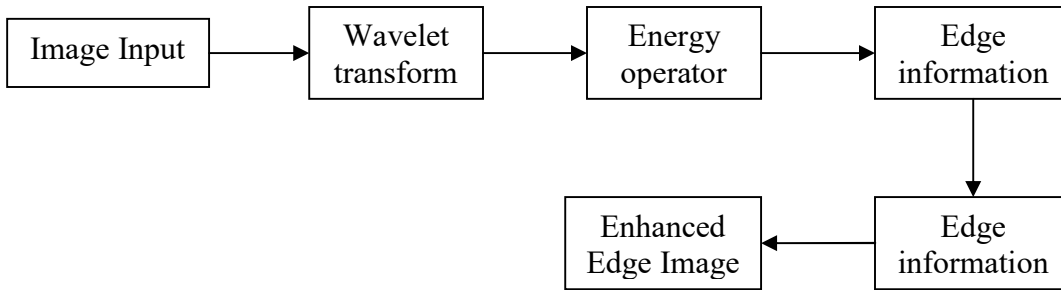 Image Input
Wavelet
transform
Energy
operator
Edge
information
Enhanced
Edge Image
Edge
information